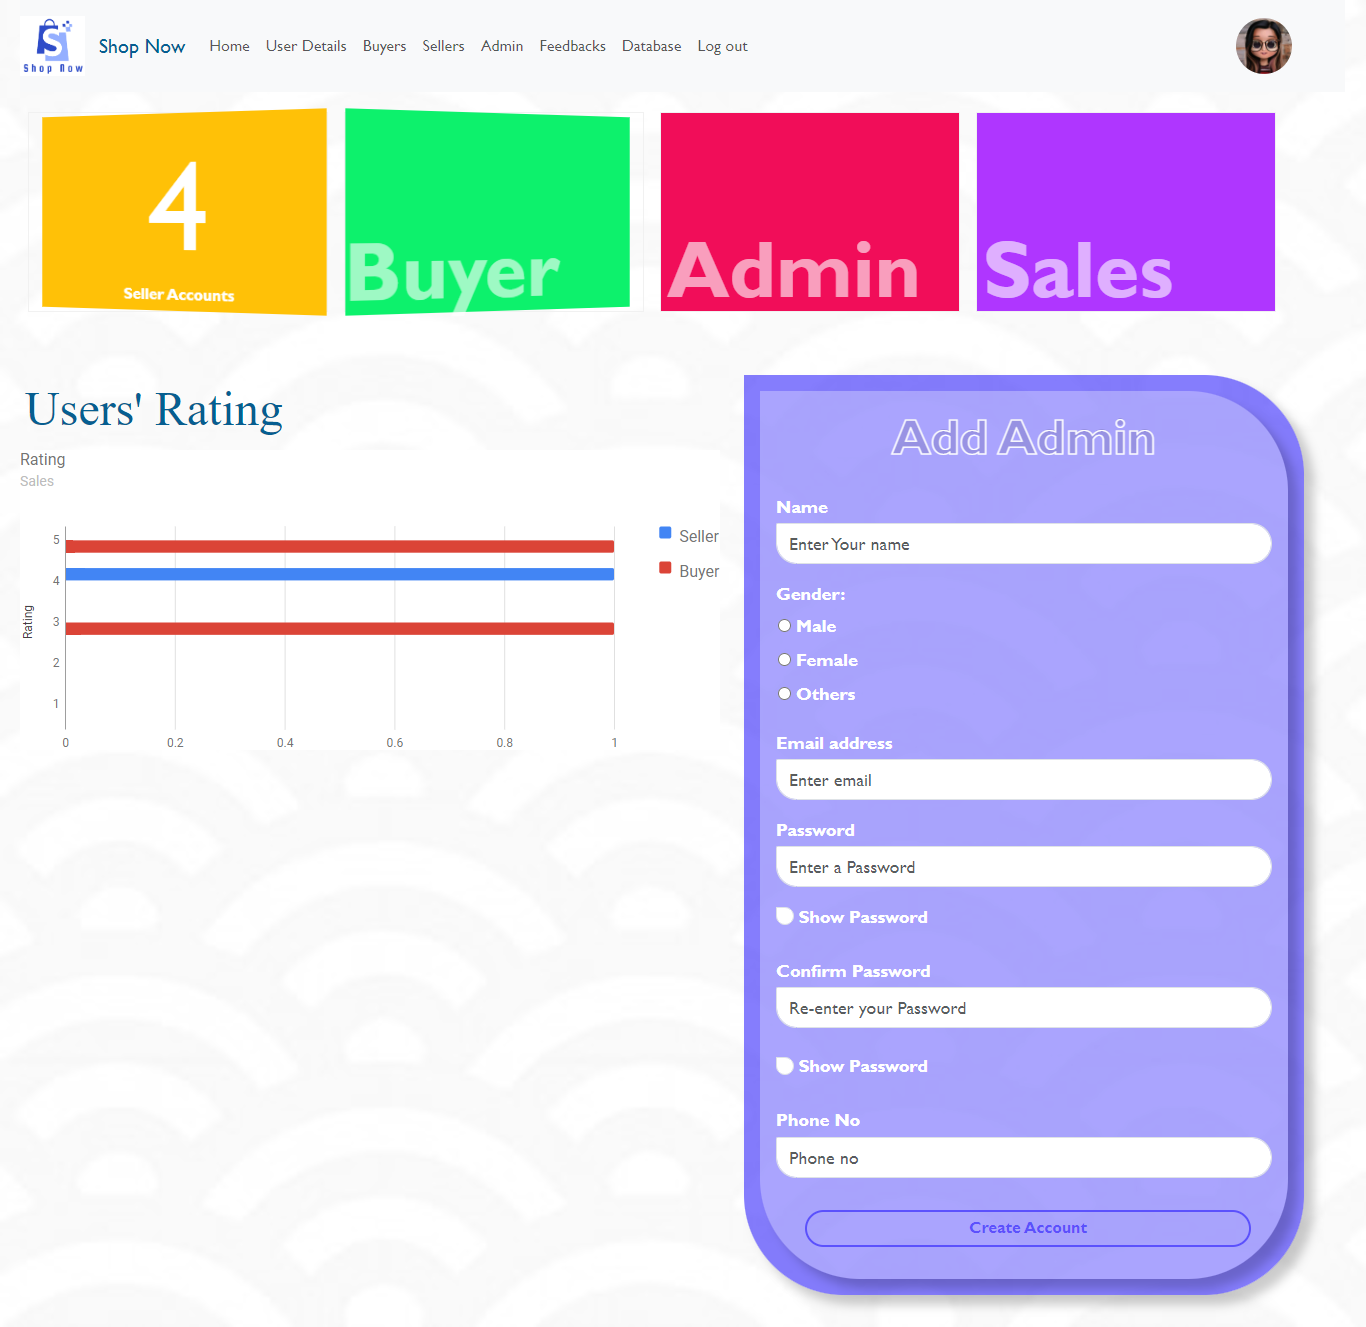 S
Shop Now
Shop Now
Home
User Details
Buyers
Sellers
Admin
Feedbacks
Database
Log out
4
Seller Accounts
Buyer
Admin
Sales
Users' Rating
Rating
Sales
Rating
5
4
3
2
1
0
0.2
0.4
0.6
0.8
1
Seller
Buyer
Add Admin
Name
Enter Your name
Gender:
Male
Female
Others
Email address
Enter email
Password
Enter a Password
Show Password
Confirm Password
Re-enter your Password
Show Password
Phone No
Phone no
Create Account